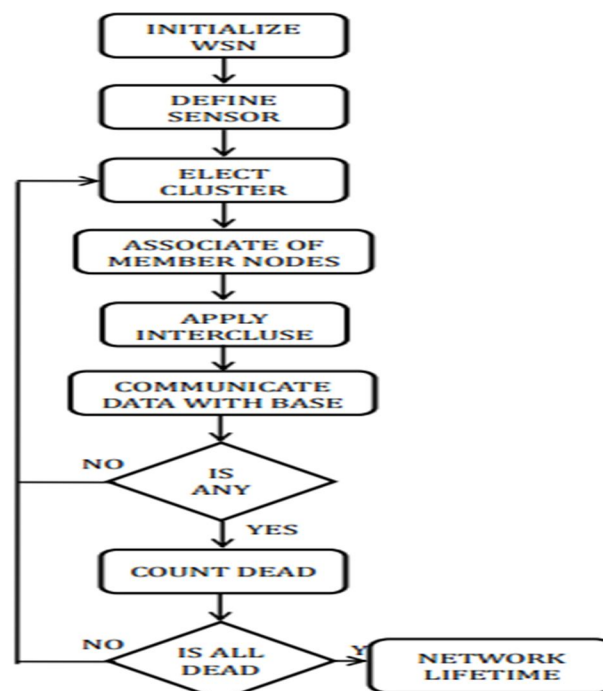 INITIALIZE
WSN
DEFINE
SENSOR
ELECT
CLUSTER
ASSOCIATE OF
MEMBER NODES
APPLY
INTERCLUSE
COMMUNICATE
DATA WITH BASE
NO
IS
ANY
YES
COUNT DEAD
NO
IS ALL
DEAD
Y
NETWORK
LIFETIME